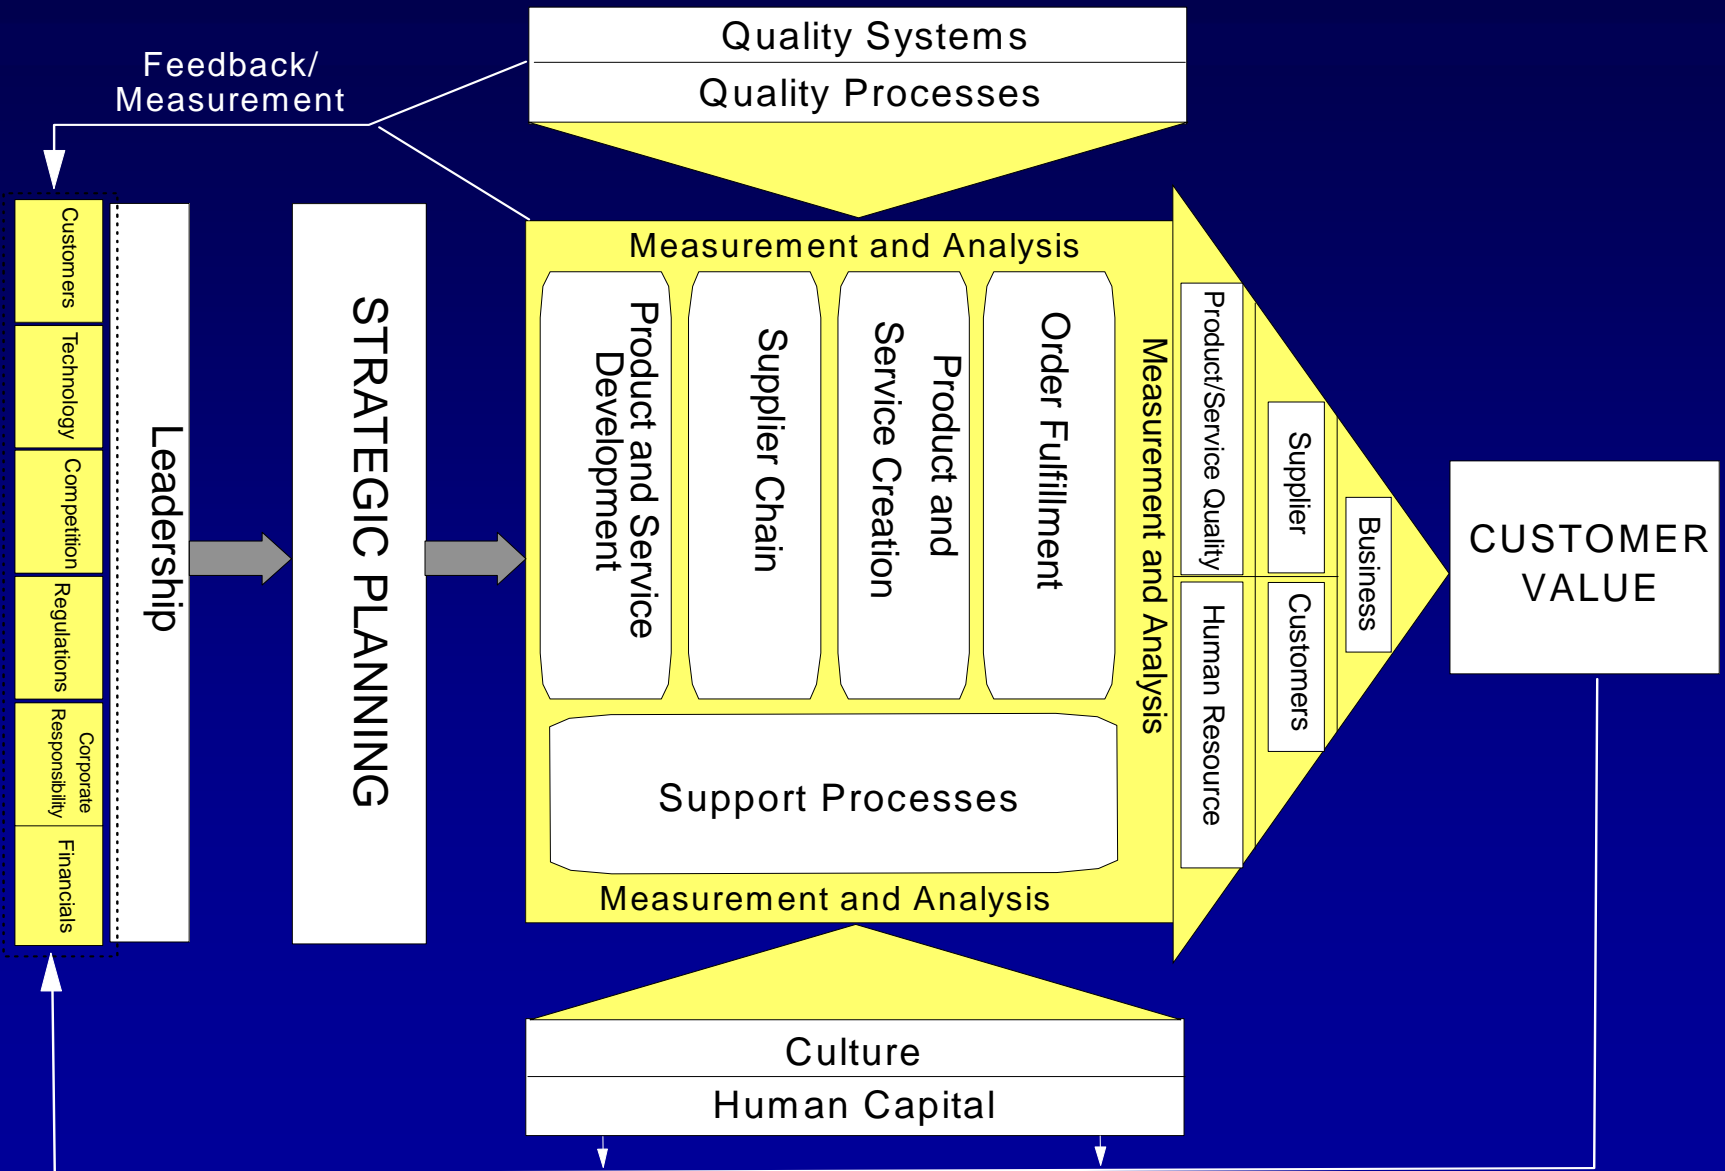 Quality Systems
Quality Processes
Feedback/
Measurement
Customers
Technology
Competition
Regulations
Corporate
Responsibility
Financials
Leadership
STRATEGIC PLANNING
Measurement and Analysis
Product and Service
Development
Supplier Chain
Product and
Service Creation
Order Fulfillment
Support Processes
Measurement and Analysis
Measurement and Analysis
Product/Service Quality
Human Resource
Supplier
Customers
Business
CUSTOMER
VALUE
Culture
Human Capital